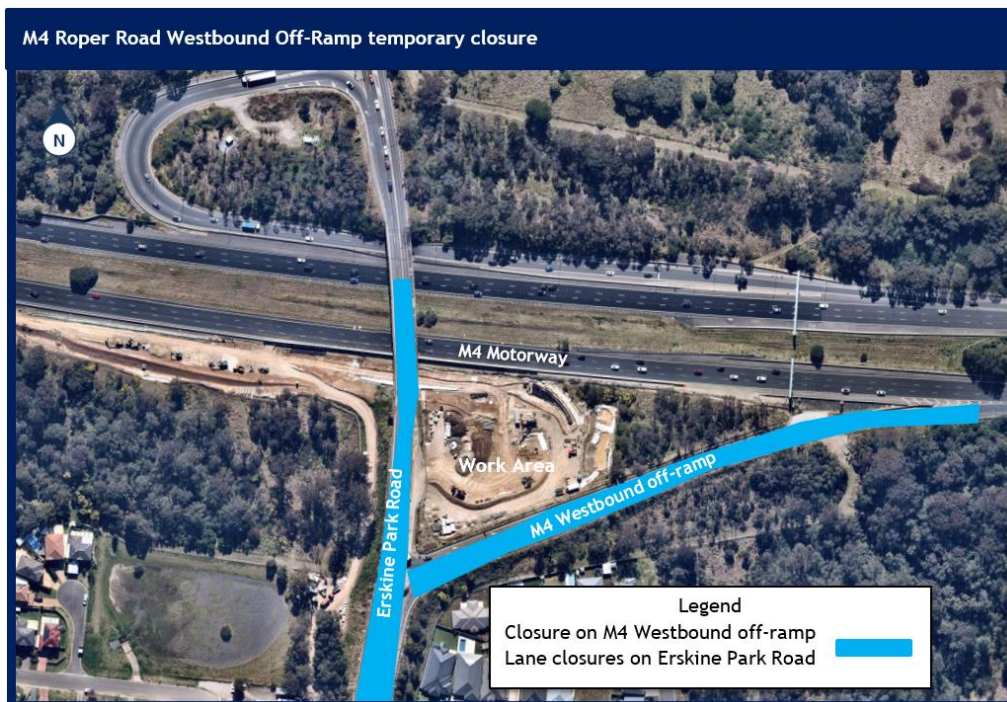 M4 Roper Road Westbound Off-Ramp temporary closure
N
M4 Motorway
Work Area
M4 Westbound off-ramp
Erskine Park Road
Legend
Closure on M4 Westbound off-ramp
Lane closures on Erskine Park Road